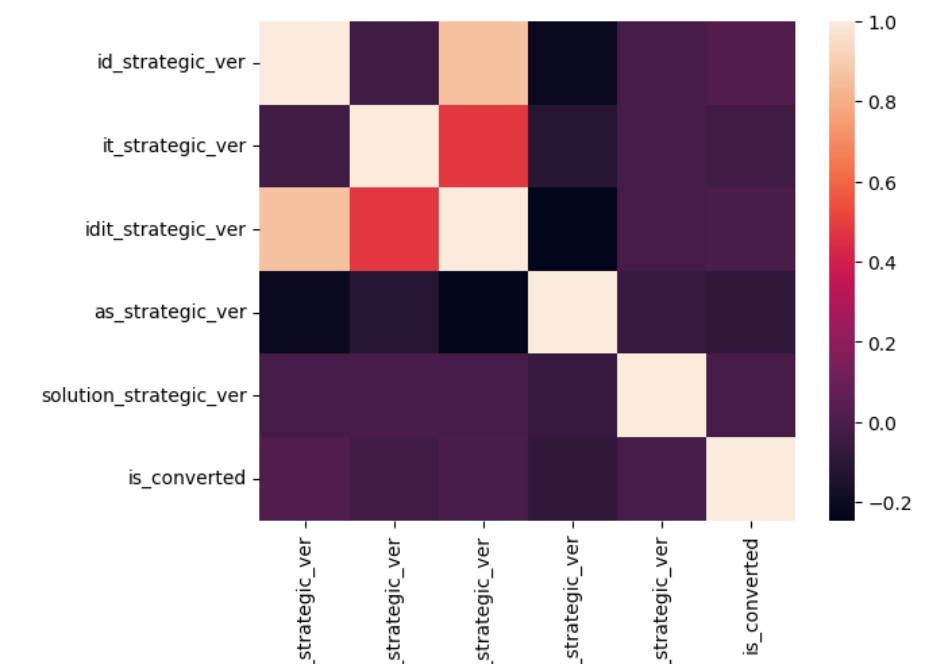 id_strategic_ver
it_strategic_ver
idit_strategic_ver
as_strategic_ver
solution_strategic_ver
is_converted
_strategic_ver
_strategic_ver
_strategic_ver
_strategic_ver
_strategic_ver
is_converted
1.0
0.8
0.6
0.4
0.2
0.0
−0.2